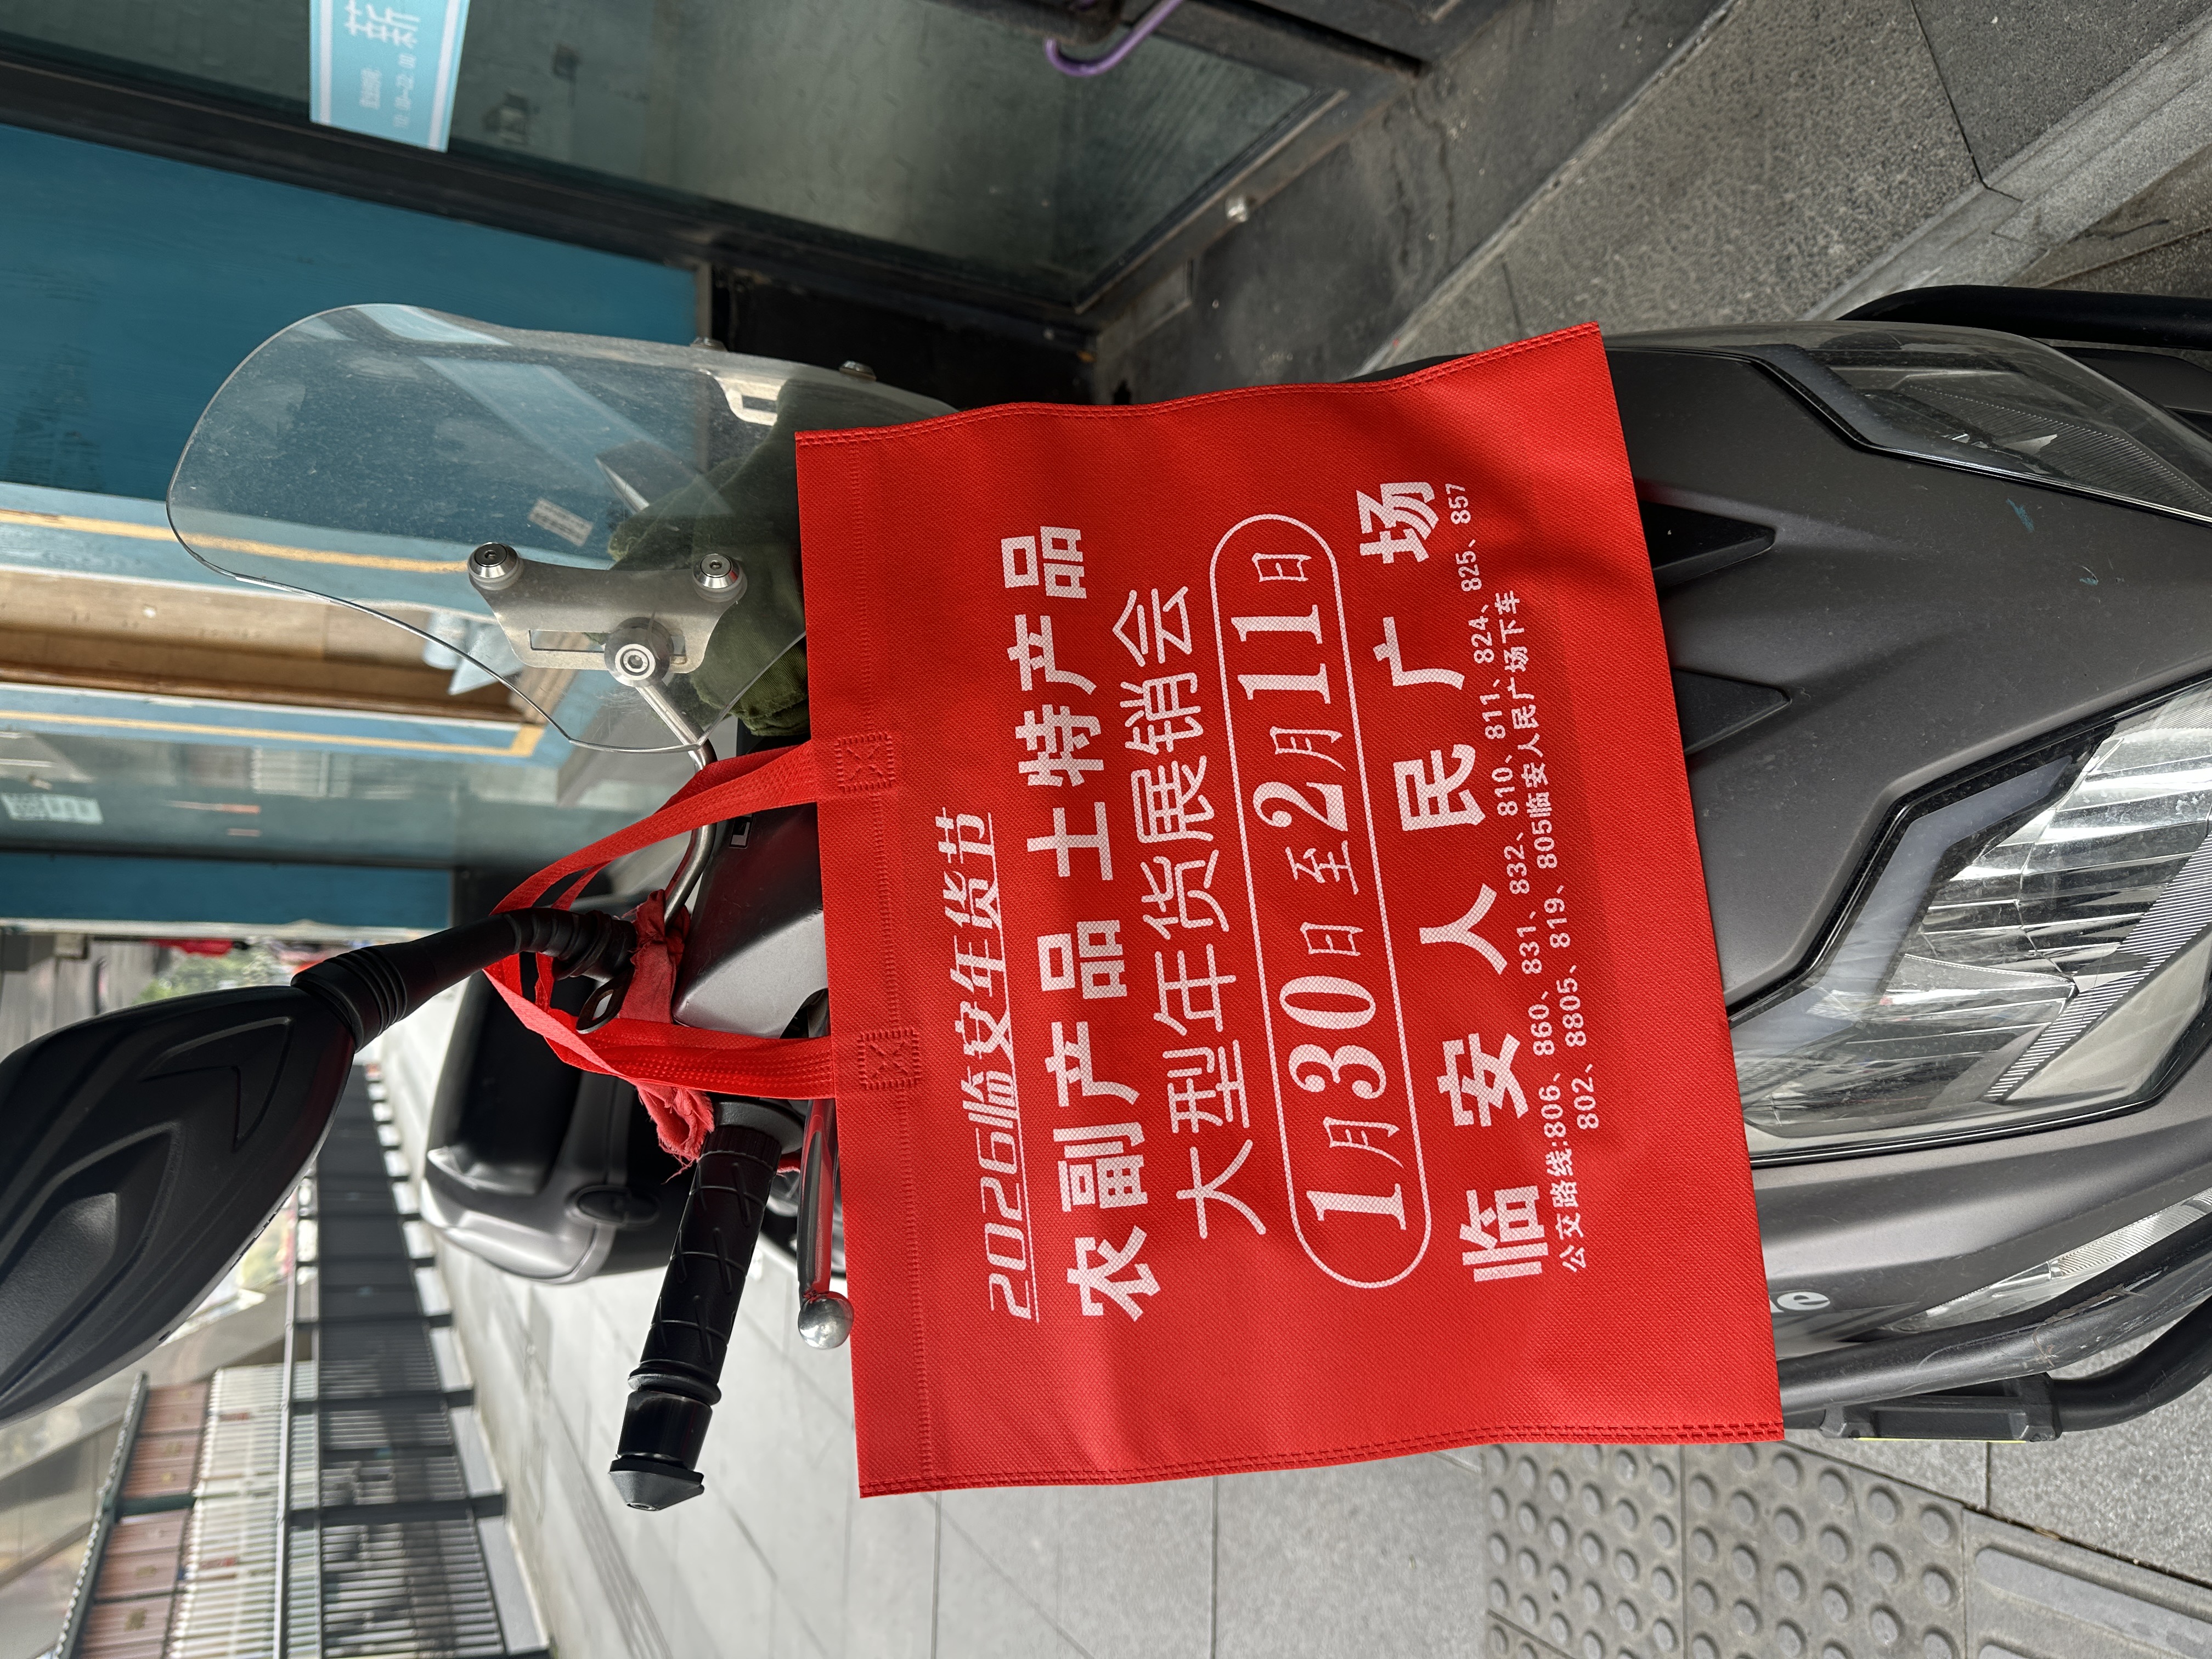 2026临安年货节
农副产品 土特产品
大型年货展销会
1月30日至2月11日
临安人民广场
公交路线:806、860、831、832、810、811、824、825、857
802、8805、819、805临安人民广场下车
薪